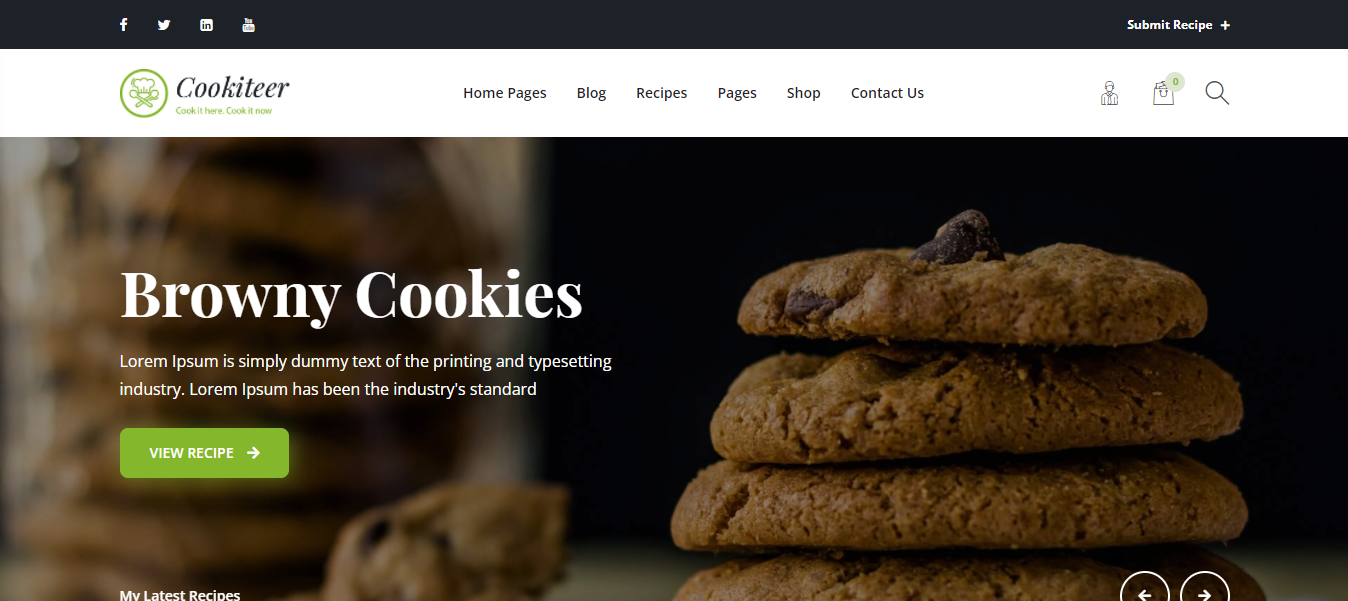 Submit Recipe +
Cookiteer
Cook it here. Cook it now
Home Pages
Blog
Recipes
Pages
Shop
Contact Us
0
Browny Cookies
Lorem Ipsum is simply dummy text of the printing and typesetting
industry. Lorem Ipsum has been the industry's standard
VIEW RECIPE
My Latest Recipes